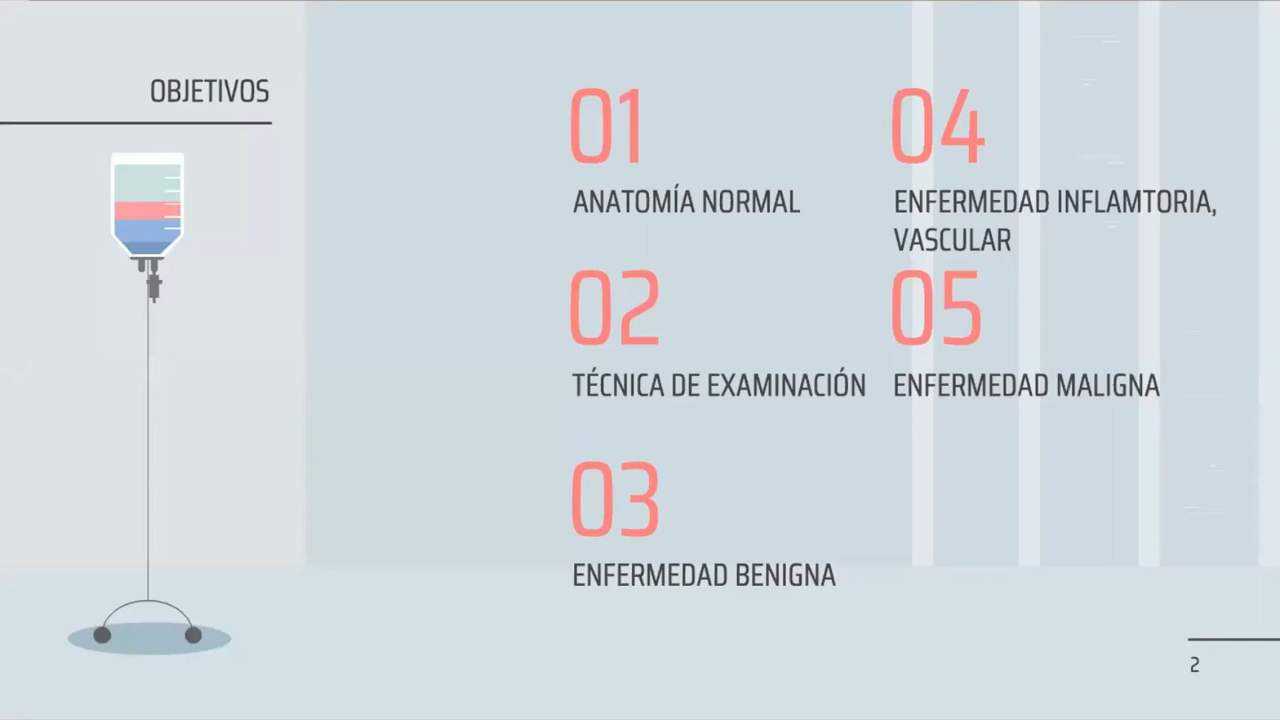 OBJETIVOS
01
ANATOMÍA NORMAL
02
TÉCNICA DE EXAMINACIÓN
03
ENFERMEDAD BENIGNA
04
ENFERMEDAD INFLAMTORIA,
VASCULAR
05
ENFERMEDAD MALIGNA
2